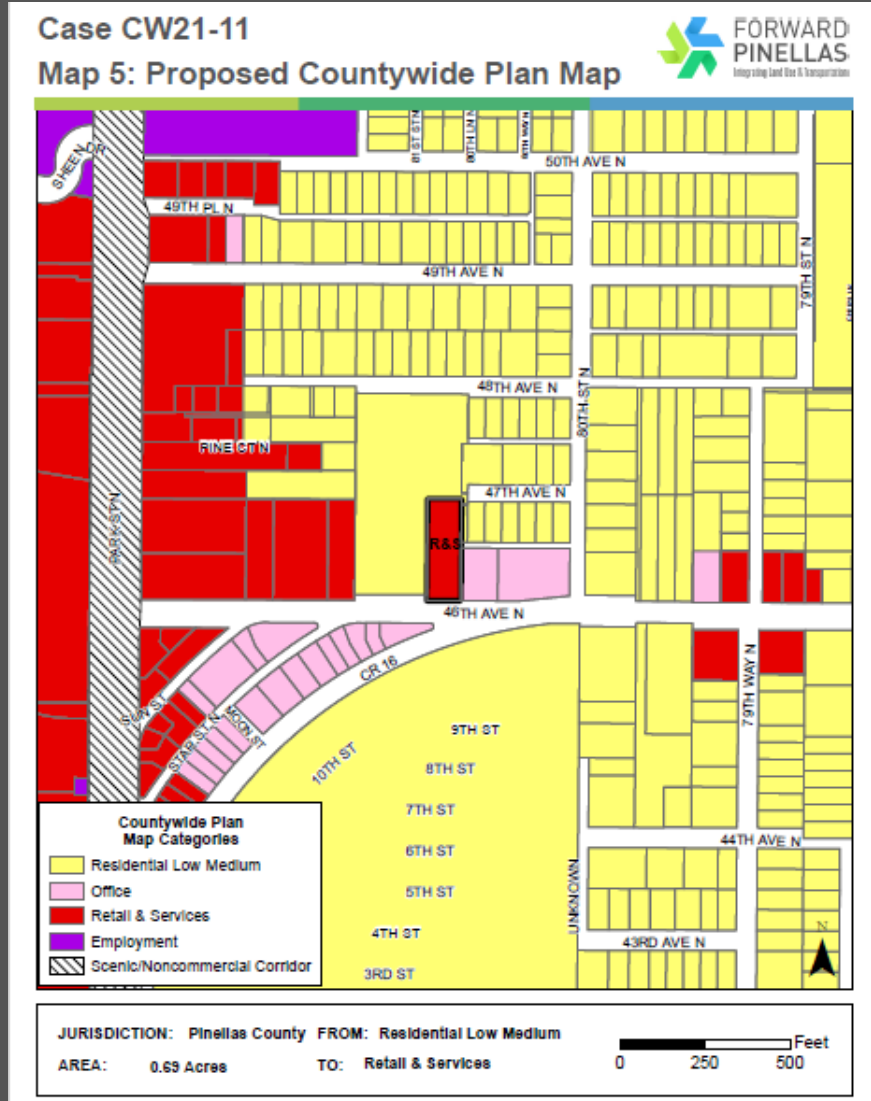 Case CW21-11
Map 5: Proposed Countywide Plan Map
FORWARD
PINELLAS
Integrating Land Use & Transportation
SHEEN DR
81ST ST N
80TH LN N
80TH WAY N
50TH AVE N
49TH PL N
49TH AVE N
79TH ST N
48TH AVE N
80TH ST N
PINE CT N
47TH AVE N
PARK ST N
R&S
46TH AVE N
CR 16
SUN ST
STAR ST N
MOON ST
79TH WAY N
9TH ST
10TH ST
8TH ST
7TH ST
6TH ST
5TH ST
4TH ST
3RD ST
UNKNOWN
44TH AVE N
43RD AVE N
N
Countywide Plan
Map Categories
Residential Low Medium
Office
Retail & Services
Employment
Scenic/Noncommercial Corridor
JURISDICTION: Pinellas County FROM: Residential Low Medium
AREA: 0.69 Acres TO: Retail & Services
Feet
0 250 500